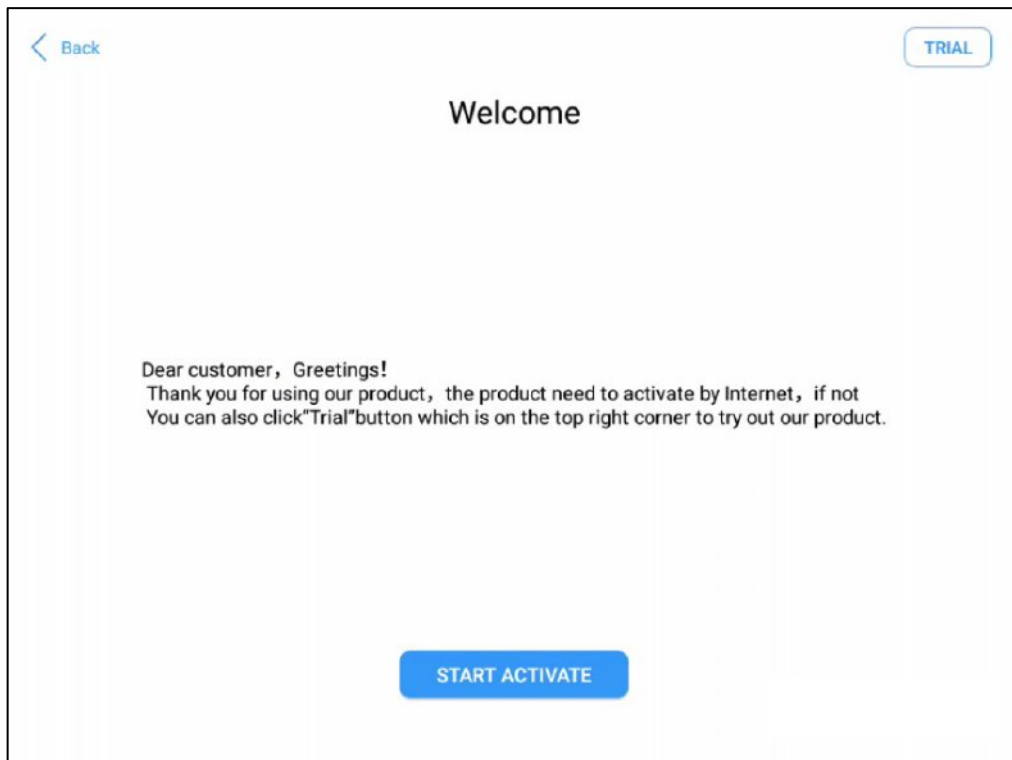 Back
TRIAL
Welcome
Dear customer，Greetings！
Thank you for using our product，the product need to activate by Internet，if not
You can also click"Trial"button which is on the top right corner to try out our product.
START ACTIVATE